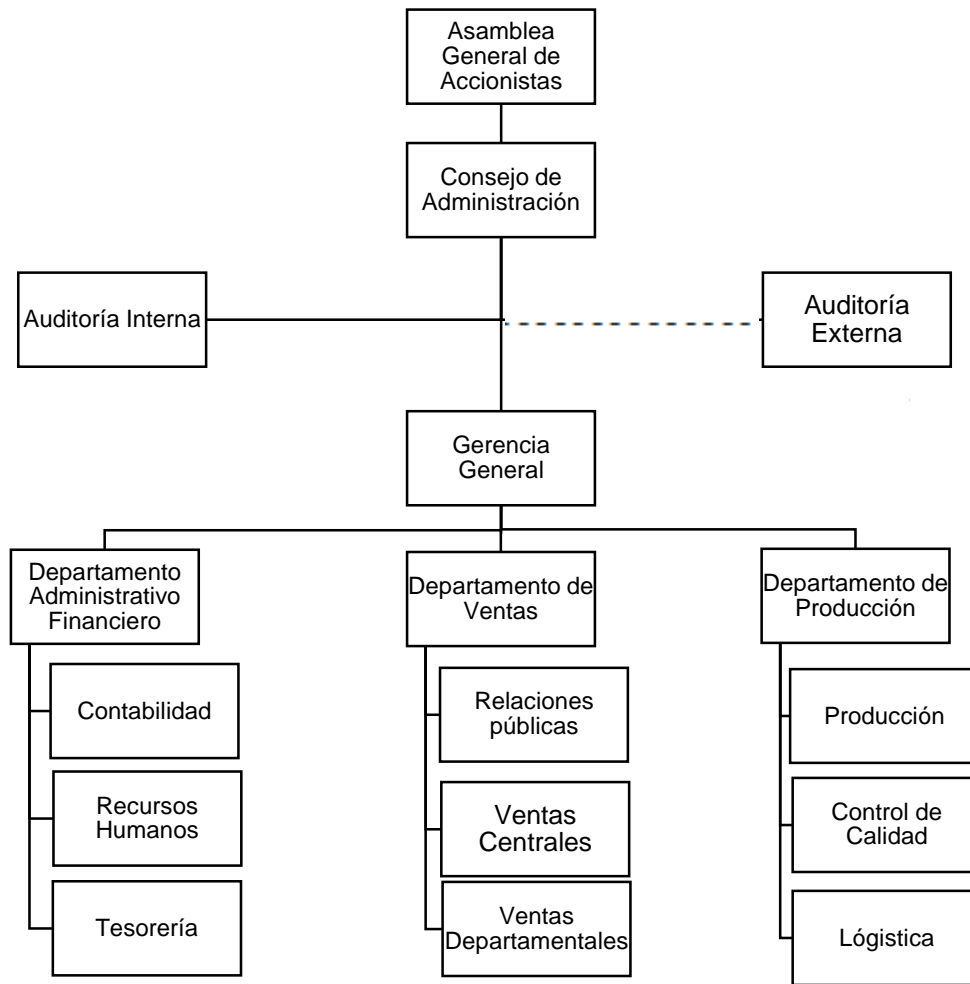 Asamblea
General de
Accionistas
Consejo de
Administración
Auditoría Interna
Auditoría
Externa
Gerencia
General
Departamento
Administrativo
Financiero
Departamento de
Ventas
Departamento de
Producción
Contabilidad
Relaciones
públicas
Producción
Recursos
Humanos
Ventas
Centrales
Control de
Calidad
Tesorería
Ventas
Departamentales
Lógistica